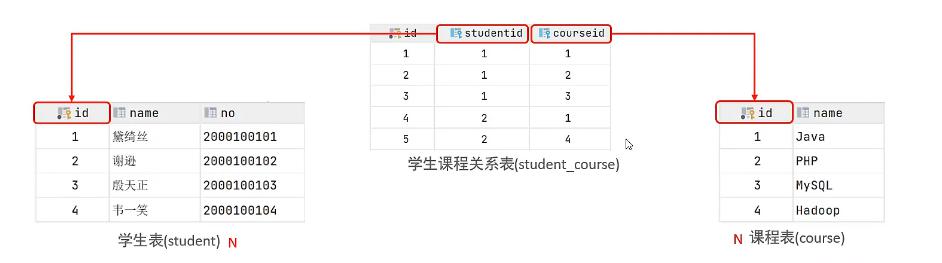 id studentid courseid
1 1 1
2 1 2
3 1 3
4 2 1
5 2 4
学生课程关系表(student_course)
id name no
1 黛绮丝 2000100101
2 谢逊 2000100102
3 殷天正 2000100103
4 韦一笑 2000100104
学生表(student) N
id name
1 Java
2 PHP
3 MySQL
4 Hadoop
N 课程表(course)